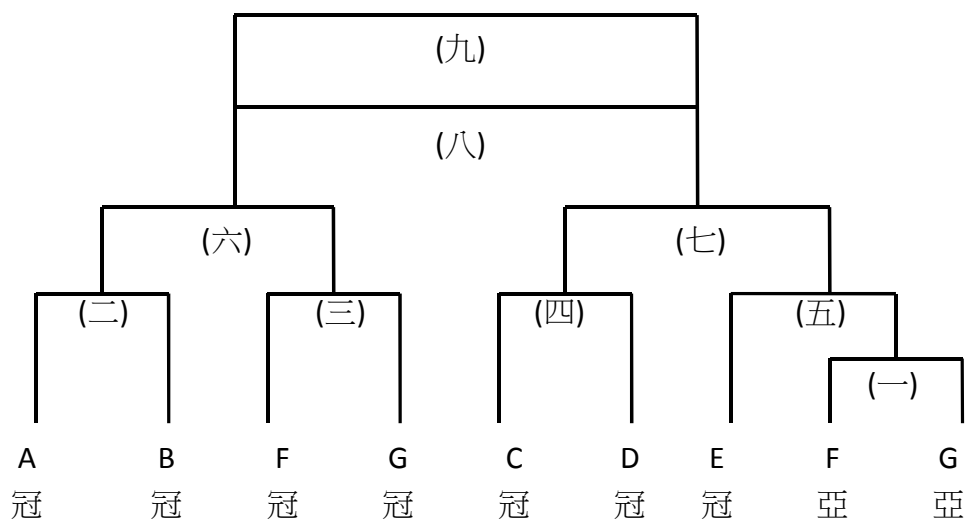 (九)
(八)
(六) (七)
(二) (三) (四) (五)
(一)
A B F G C D E F G
冠 冠 冠 冠 冠 冠 冠 亞 亞